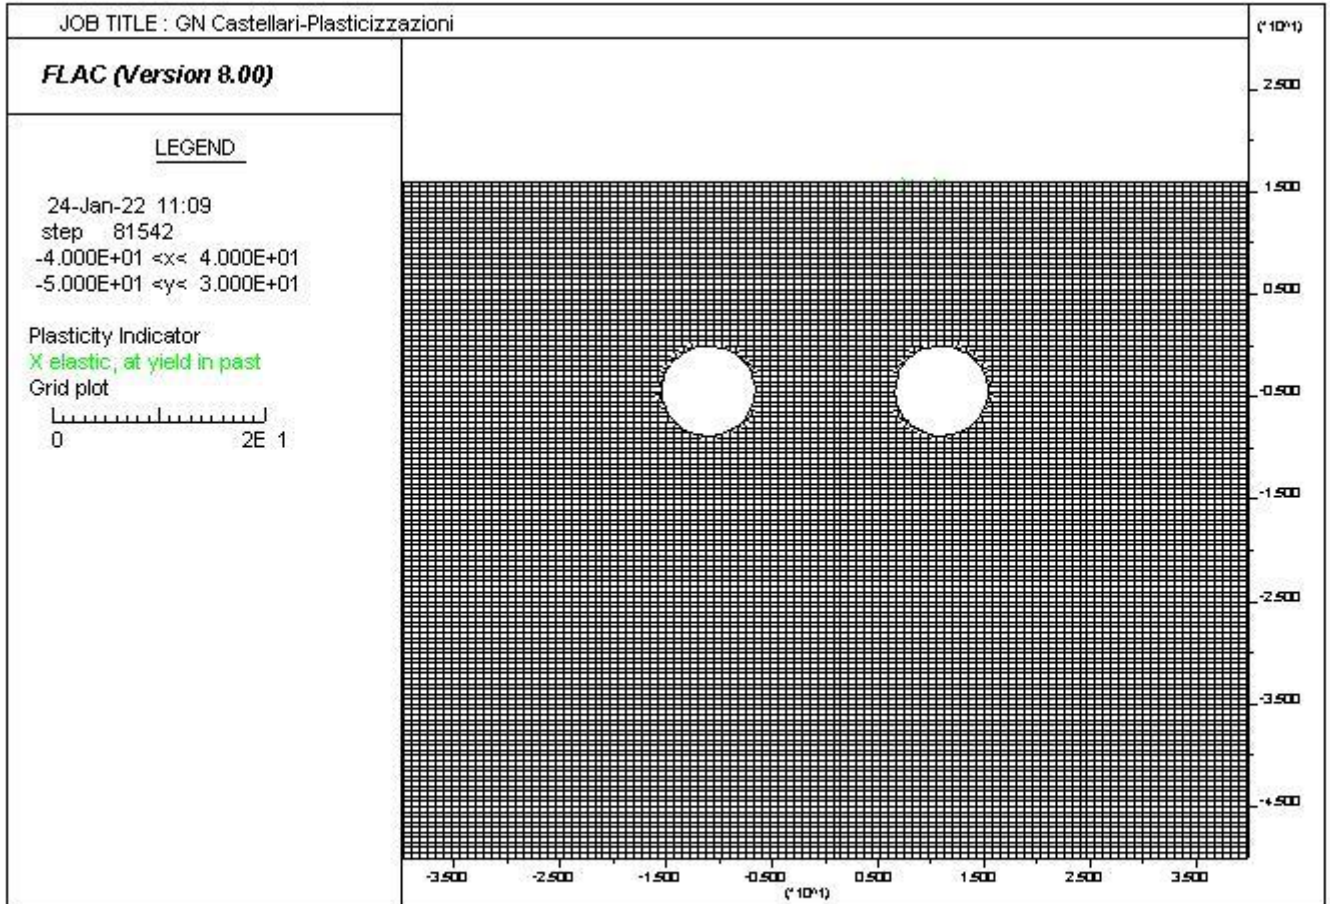 JOB TITLE : GN Castellari-Plasticizzazioni
(*10^1)
FLAC (Version 8.00)
LEGEND
24-Jan-22 11:09
step 81542
-4.000E+01 <x< 4.000E+01
-5.000E+01 <y< 3.000E+01
Plasticity Indicator
X elastic, at yield in past
Grid plot
0 2E 1
2.500
1.500
0.500
-0.500
-1.500
-2.500
-3.500
-4.500
-3.500 -2.500 -1.500 -0.500 0.500 1.500 2.500 3.500
(*10^1)